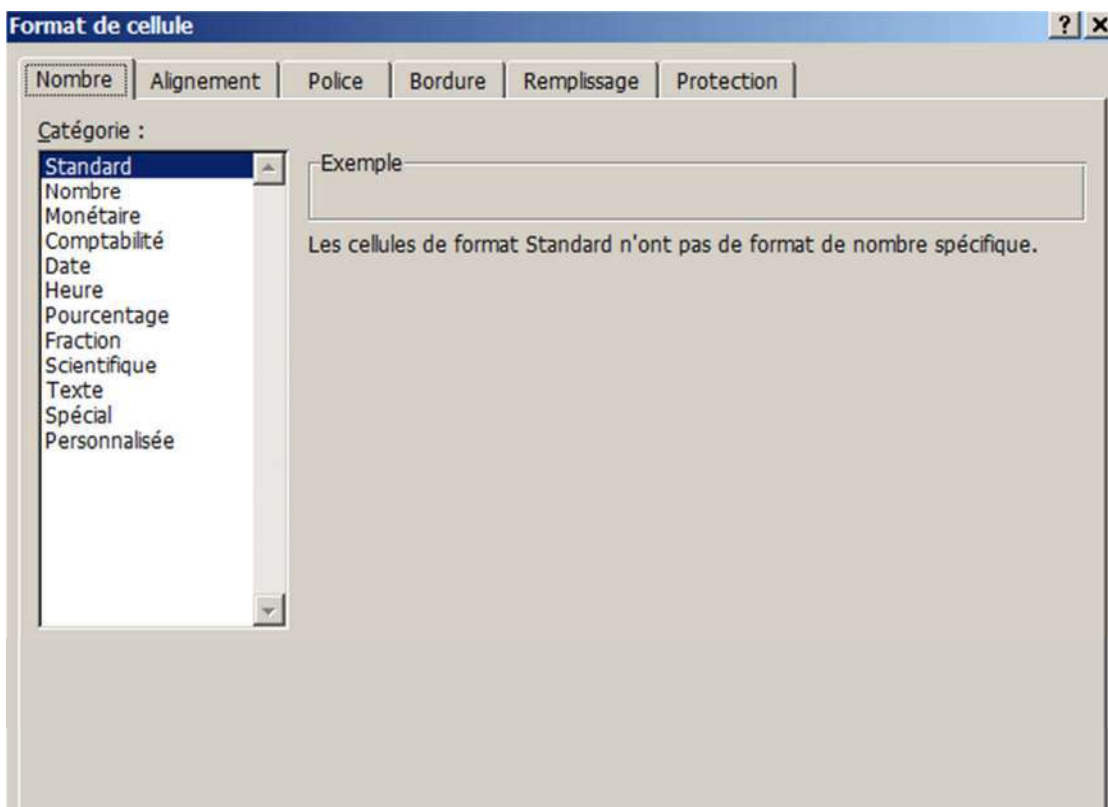 Format de cellule
Nombre Alignement Police Bordure Remplissage Protection
Catégorie :
Standard
Nombre
Monétaire
Comptabilité
Date
Heure
Pourcentage
Fraction
Scientifique
Texte
Spécial
Personnalisée
Exemple
Les cellules de format Standard n'ont pas de format de nombre spécifique.